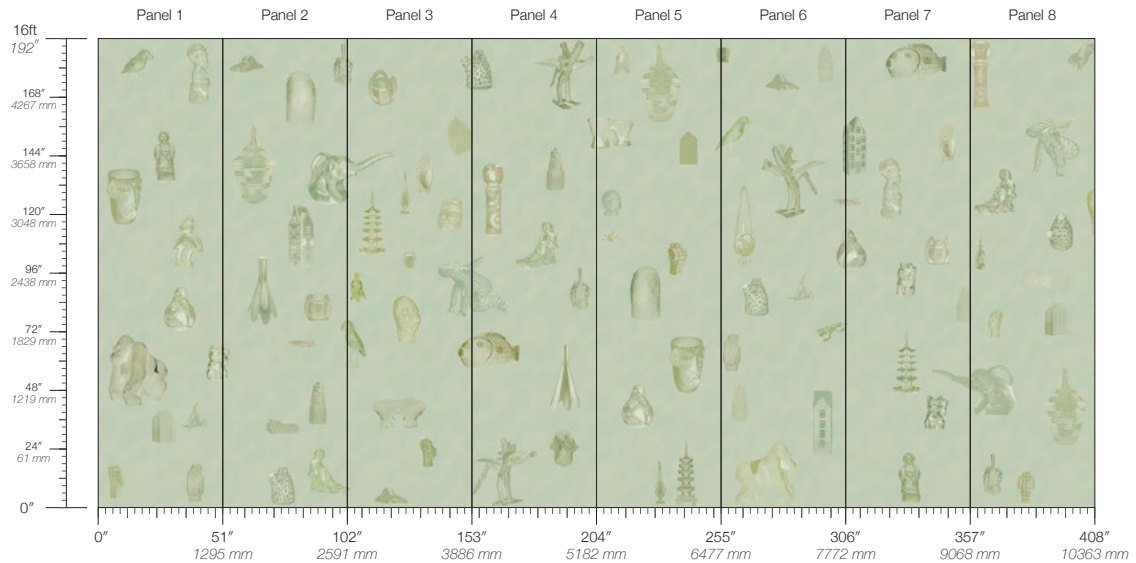 Panel 1 Panel 2 Panel 3 Panel 4 Panel 5 Panel 6 Panel 7 Panel 8
16ft
192″
168″
4267 mm
144″
3658 mm
120″
3048 mm
96″
2438 mm
72″
1829 mm
48″
1219 mm
24″
61 mm
0″
0″ 51″ 102″ 153″ 204″ 255″ 306″ 357″ 408″
1295 mm 2591 mm 3886 mm 5182 mm 6477 mm 7772 mm 9068 mm 10363 mm